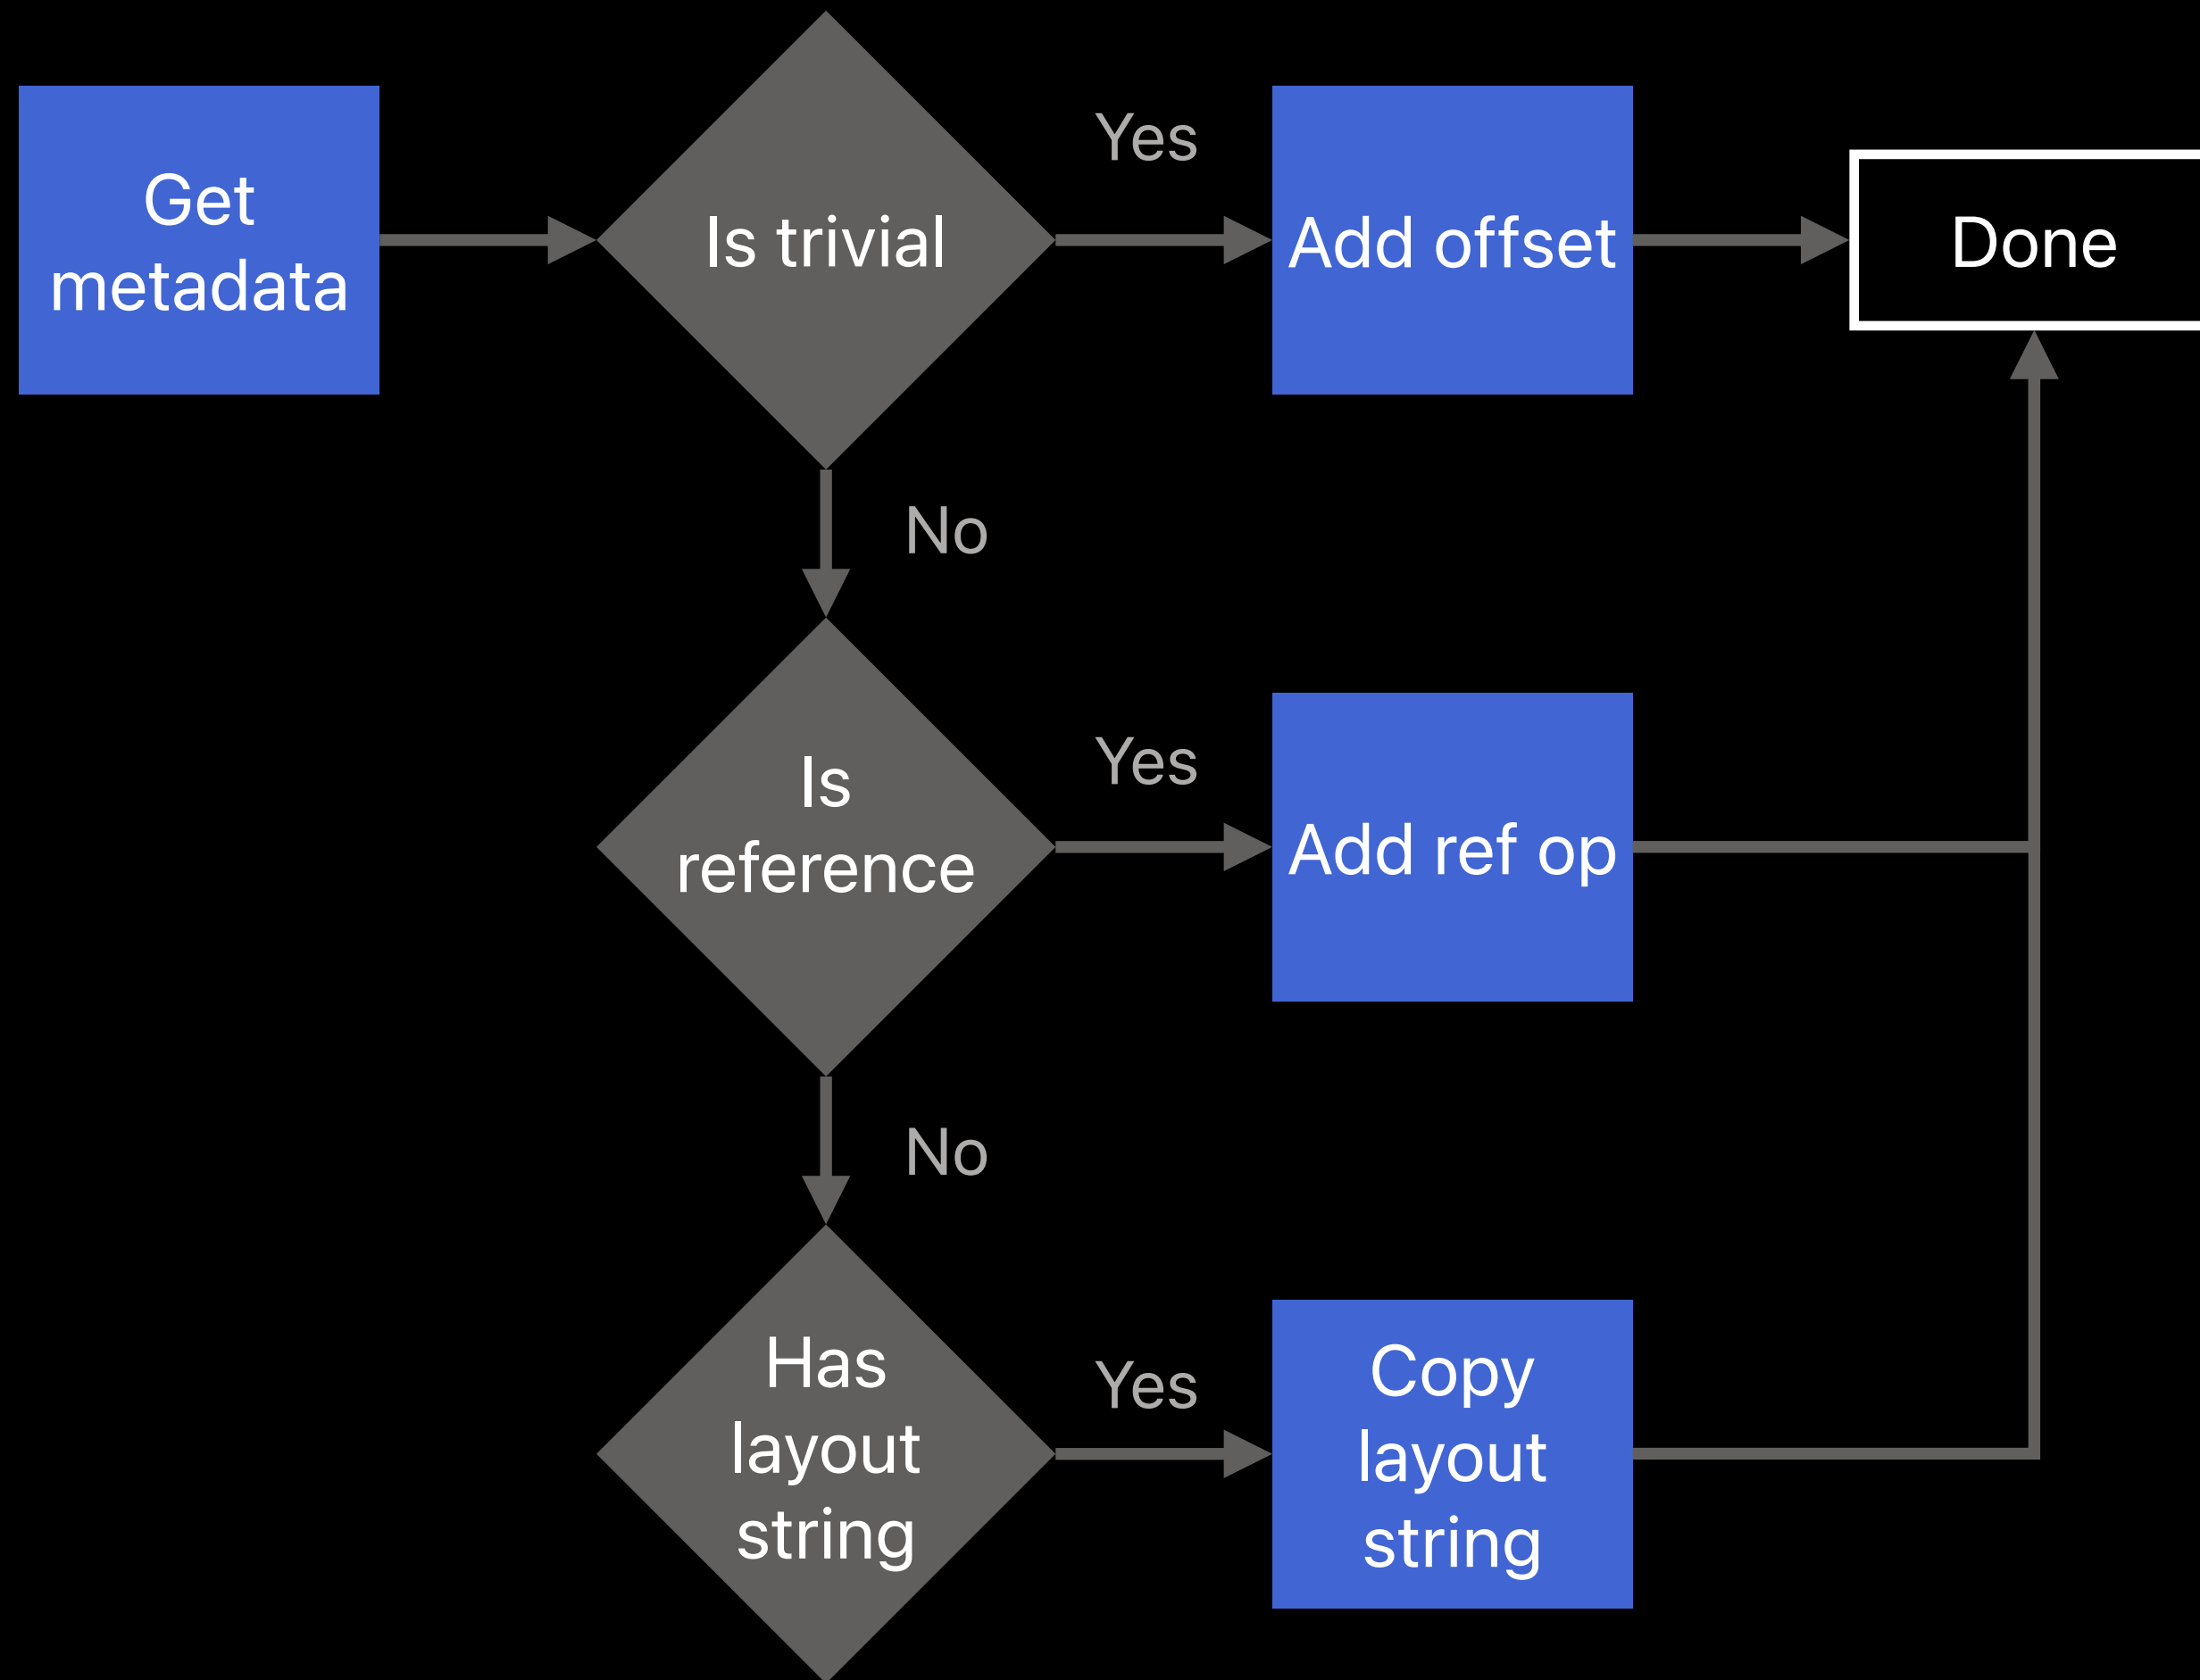 Get
metadata
Is trivial
Yes
Add offset
Done
No
Is
reference
Yes
Add ref op
No
Has
layout
string
Yes
Copy
layout
string